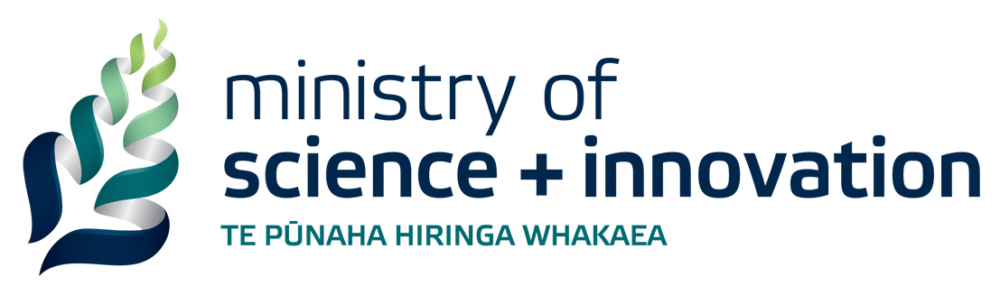 ministry of
science + innovation
TE PŪNAHA HIRINGA WHAKAEA